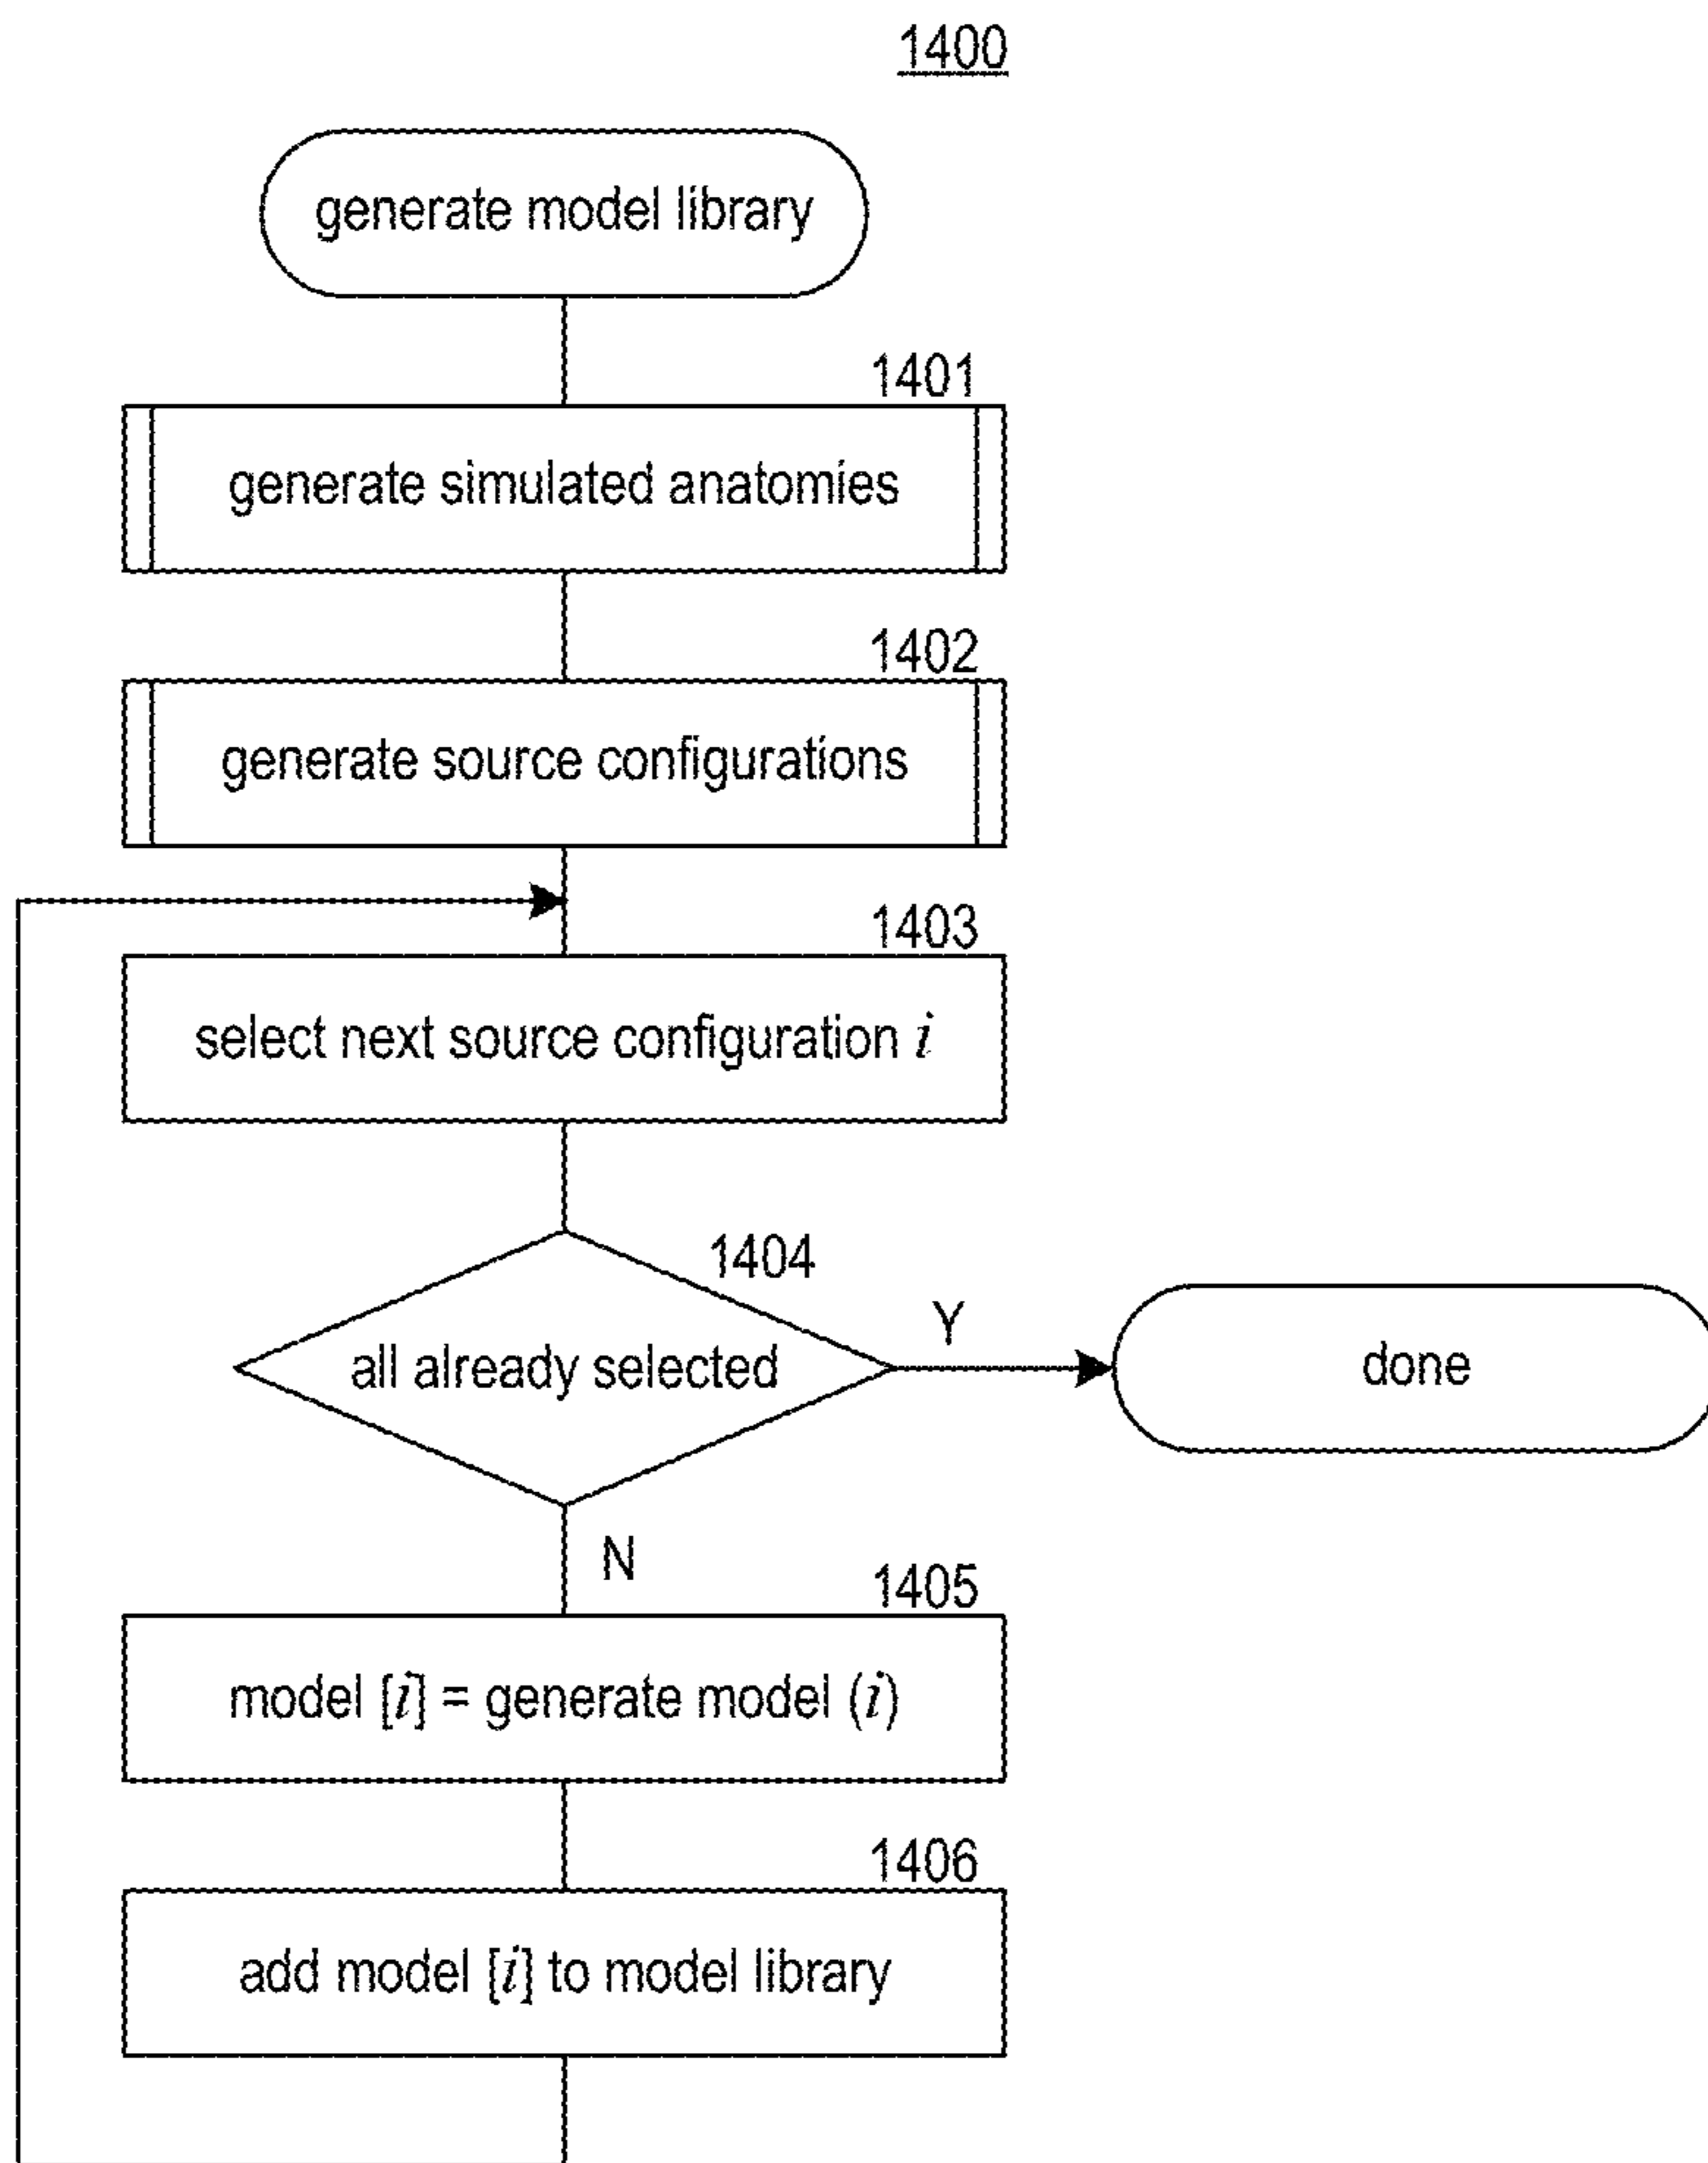 1400
generate model library
1401
generate simulated anatomies
1402
generate source configurations
1403
select next source configuration i
1404
all already selected
Y
done
N
1405
model [i] = generate model (i)
1406
add model [i] to model library